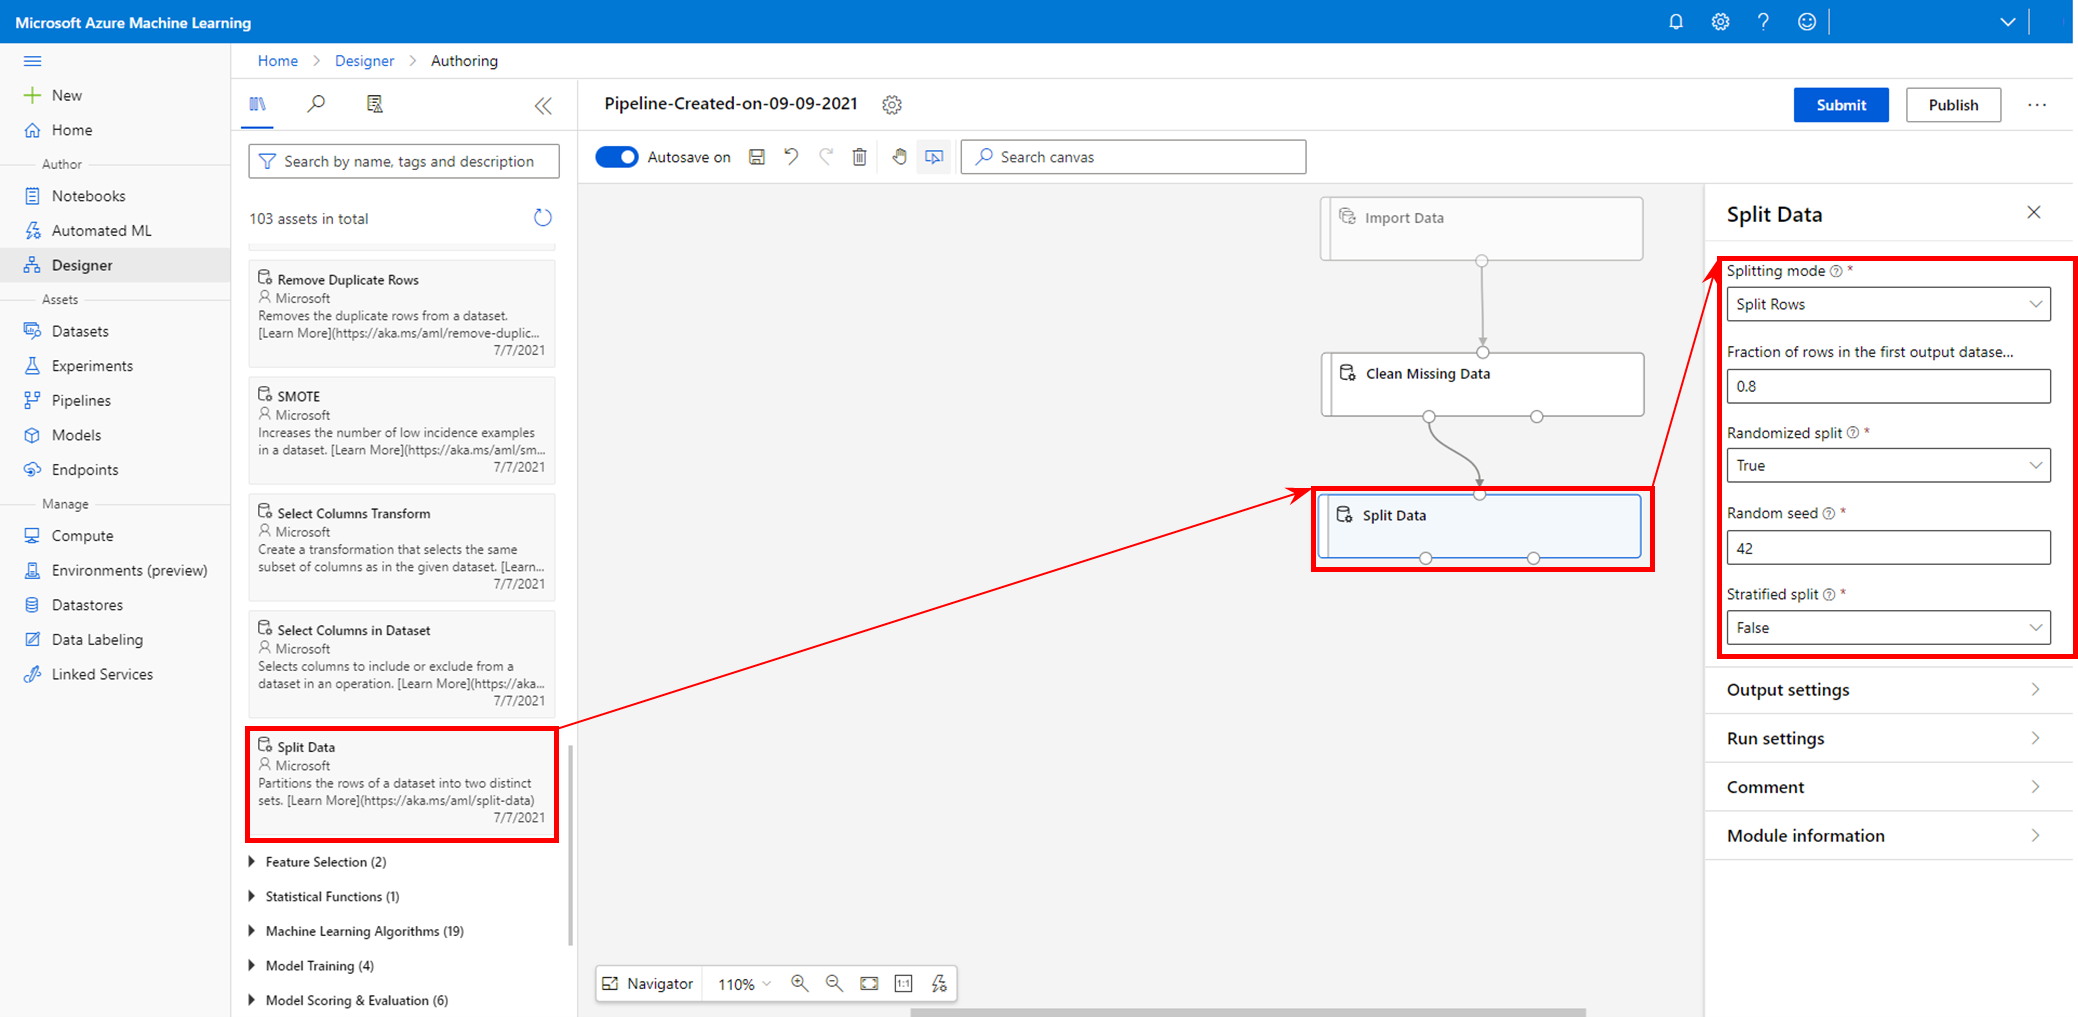 Microsoft Azure Machine Learning
New
Home
Author
Notebooks
Automated ML
Designer
Assets
Datasets
Experiments
Pipelines
Models
Endpoints
Manage
Compute
Environments (preview)
Datastores
Data Labeling
Linked Services
Home > Designer > Authoring
Search by name, tags and description
103 assets in total
Remove Duplicate Rows
Microsoft
Removes the duplicate rows from a dataset.
[Learn More](https://aka.ms/aml/remove-duplic...
7/7/2021
SMOTE
Microsoft
Increases the number of low incidence examples
in a dataset. [Learn More](https://aka.ms/aml/sm...
7/7/2021
Select Columns Transform
Microsoft
Create a transformation that selects the same
subset of columns as in the given dataset. [Learn...
7/7/2021
Select Columns in Dataset
Microsoft
Selects columns to include or exclude from a
dataset in an operation. [Learn More](https://aka...
7/7/2021
Split Data
Microsoft
Partitions the rows of a dataset into two distinct
sets. [Learn More](https://aka.ms/aml/split-data)
7/7/2021
Feature Selection (2)
Statistical Functions (1)
Machine Learning Algorithms (19)
Model Training (4)
Model Scoring & Evaluation (6)
Pipeline-Created-on-09-09-2021
Submit
Publish
Autosave on
Search canvas
Import Data
Clean Missing Data
Split Data
Navigator
110%
1:1
Split Data
Splitting mode *
Split Rows
Fraction of rows in the first output datase...
0.8
Randomized split *
True
Random seed *
42
Stratified split *
False
Output settings
Run settings
Comment
Module information